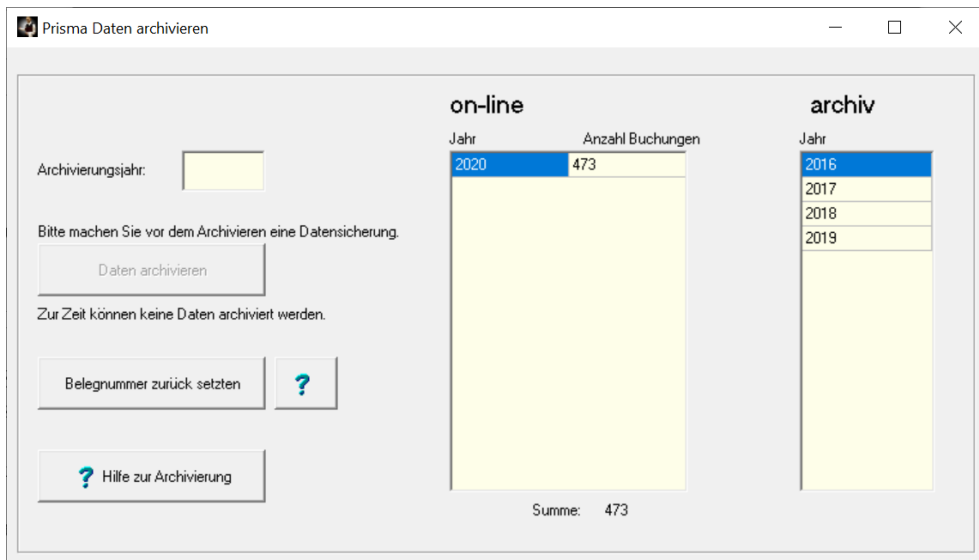 Prisma Daten archivieren
on-line
archiv
Jahr
Anzahl Buchungen
Jahr
Archivierungsjahr:
2020
473
2016
2017
2018
2019
Bitte machen Sie vor dem Archivieren eine Datensicherung.
Daten archivieren
Zur Zeit können keine Daten archiviert werden.
Belegnummer zurück setzten
?
? Hilfe zur Archivierung
Summe: 473